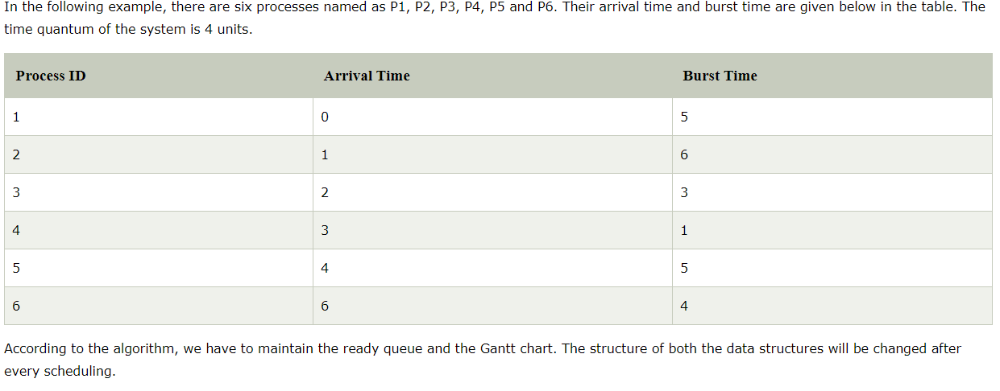 In the following example, there are six processes named as P1, P2, P3, P4, P5 and P6. Their arrival time and burst time are given below in the table. The
time quantum of the system is 4 units.
Process ID Arrival Time Burst Time
1 0 5
2 1 6
3 2 3
4 3 1
5 4 5
6 6 4
According to the algorithm, we have to maintain the ready queue and the Gantt chart. The structure of both the data structures will be changed after
every scheduling.